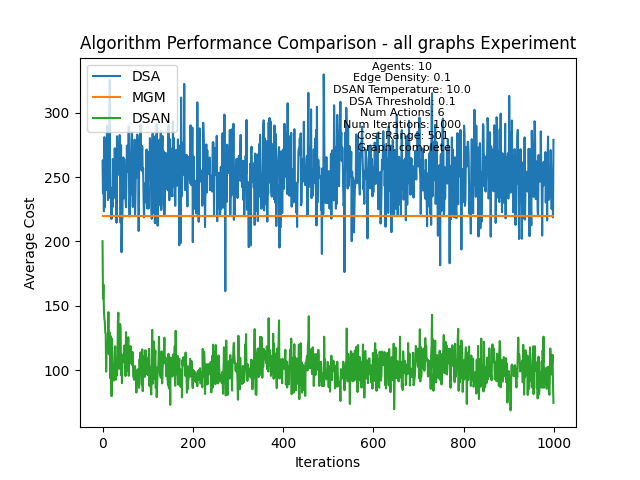 Algorithm Performance Comparison - all graphs Experiment
DSA
MGM
DSAN
Agents: 10
Edge Density: 0.1
DSAN Temperature: 10.0
DSA Threshold: 0.1
Num Actions: 6
Num Iterations: 1000
Cost Range: 501
Graph: complete
Average Cost
300
250
200
150
100
0 200 400 600 800 1000
Iterations